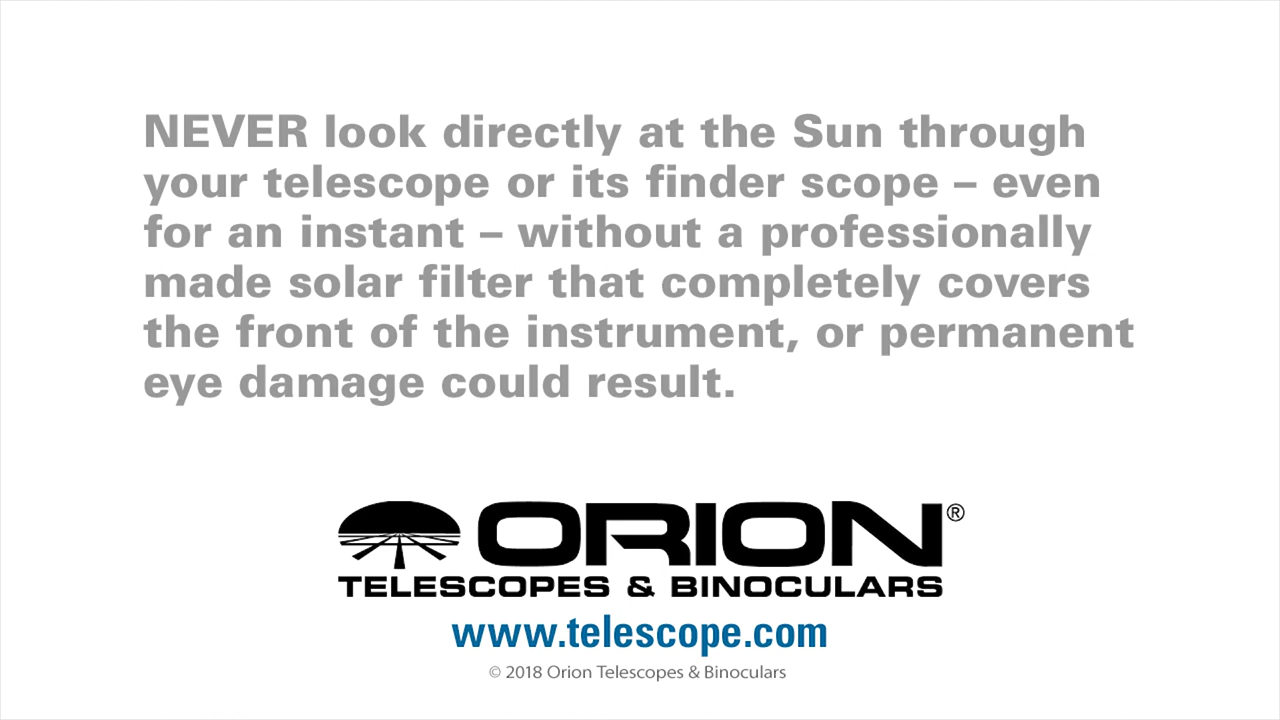 NEVER look directly at the Sun through
your telescope or its finder scope – even
for an instant – without a professionally
made solar filter that completely covers
the front of the instrument, or permanent
eye damage could result.
ORION®
TELESCOPES & BINOCULARS
www.telescope.com
© 2018 Orion Telescopes & Binoculars